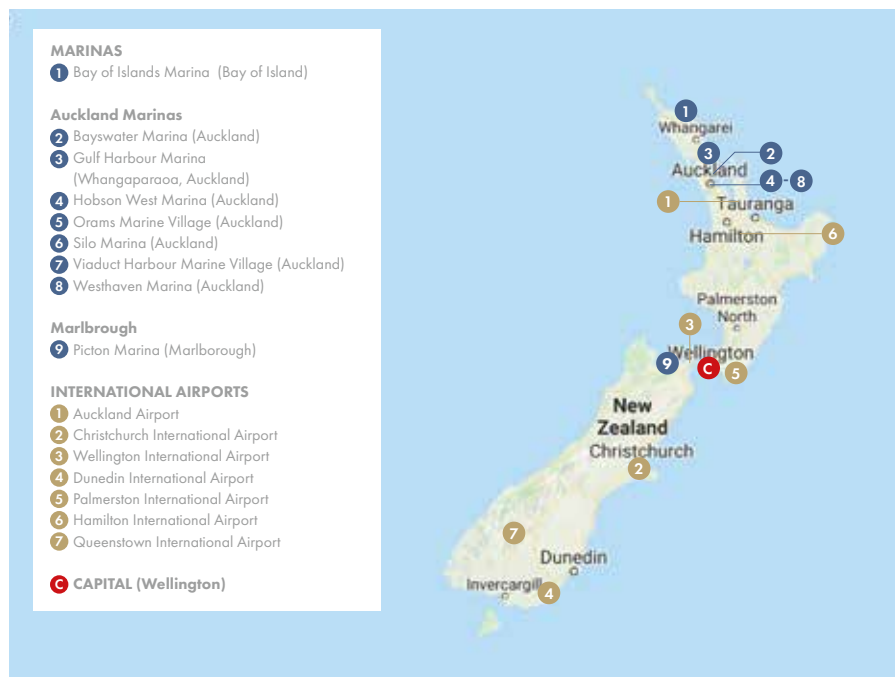 MARINAS
1 Bay of Islands Marina (Bay of Island)
Auckland Marinas
2 Bayswater Marina (Auckland)
3 Gulf Harbour Marina
(Whangaparaoa, Auckland)
4 Hobson West Marina (Auckland)
5 Orams Marine Village (Auckland)
6 Silo Marina (Auckland)
7 Viaduct Harbour Marine Village (Auckland)
8 Westhaven Marina (Auckland)
Marlbrough
9 Picton Marina (Marlborough)
INTERNATIONAL AIRPORTS
1 Auckland Airport
2 Christchurch International Airport
3 Wellington International Airport
4 Dunedin International Airport
5 Palmerston International Airport
6 Hamilton International Airport
7 Queenstown International Airport
C CAPITAL (Wellington)
1
Whangarei
3
2
Auckland
4 - 8
1
Tauranga
Hamilton
6
Palmerston
North
3
Wellington
9
C
5
New
Zealand
Christchurch
2
7
Dunedin
Invercargill
4